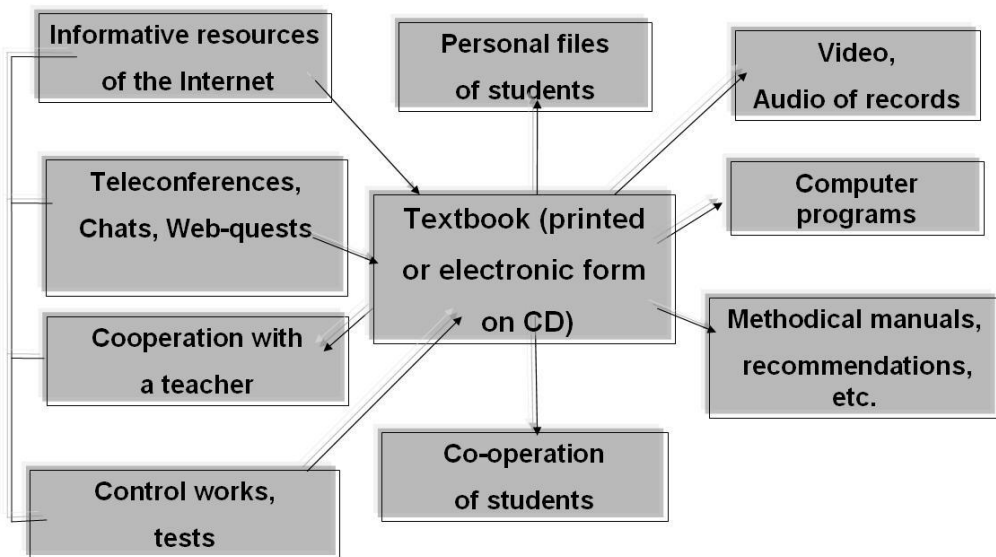 Informative resources
of the Internet
Personal files
of students
Video,
Audio of records
Teleconferences,
Chats, Web-quests
Textbook (printed
or electronic form
on CD)
Computer
programs
Cooperation with
a teacher
Methodical manuals,
recommendations,
etc.
Control works,
tests
Co-operation
of students